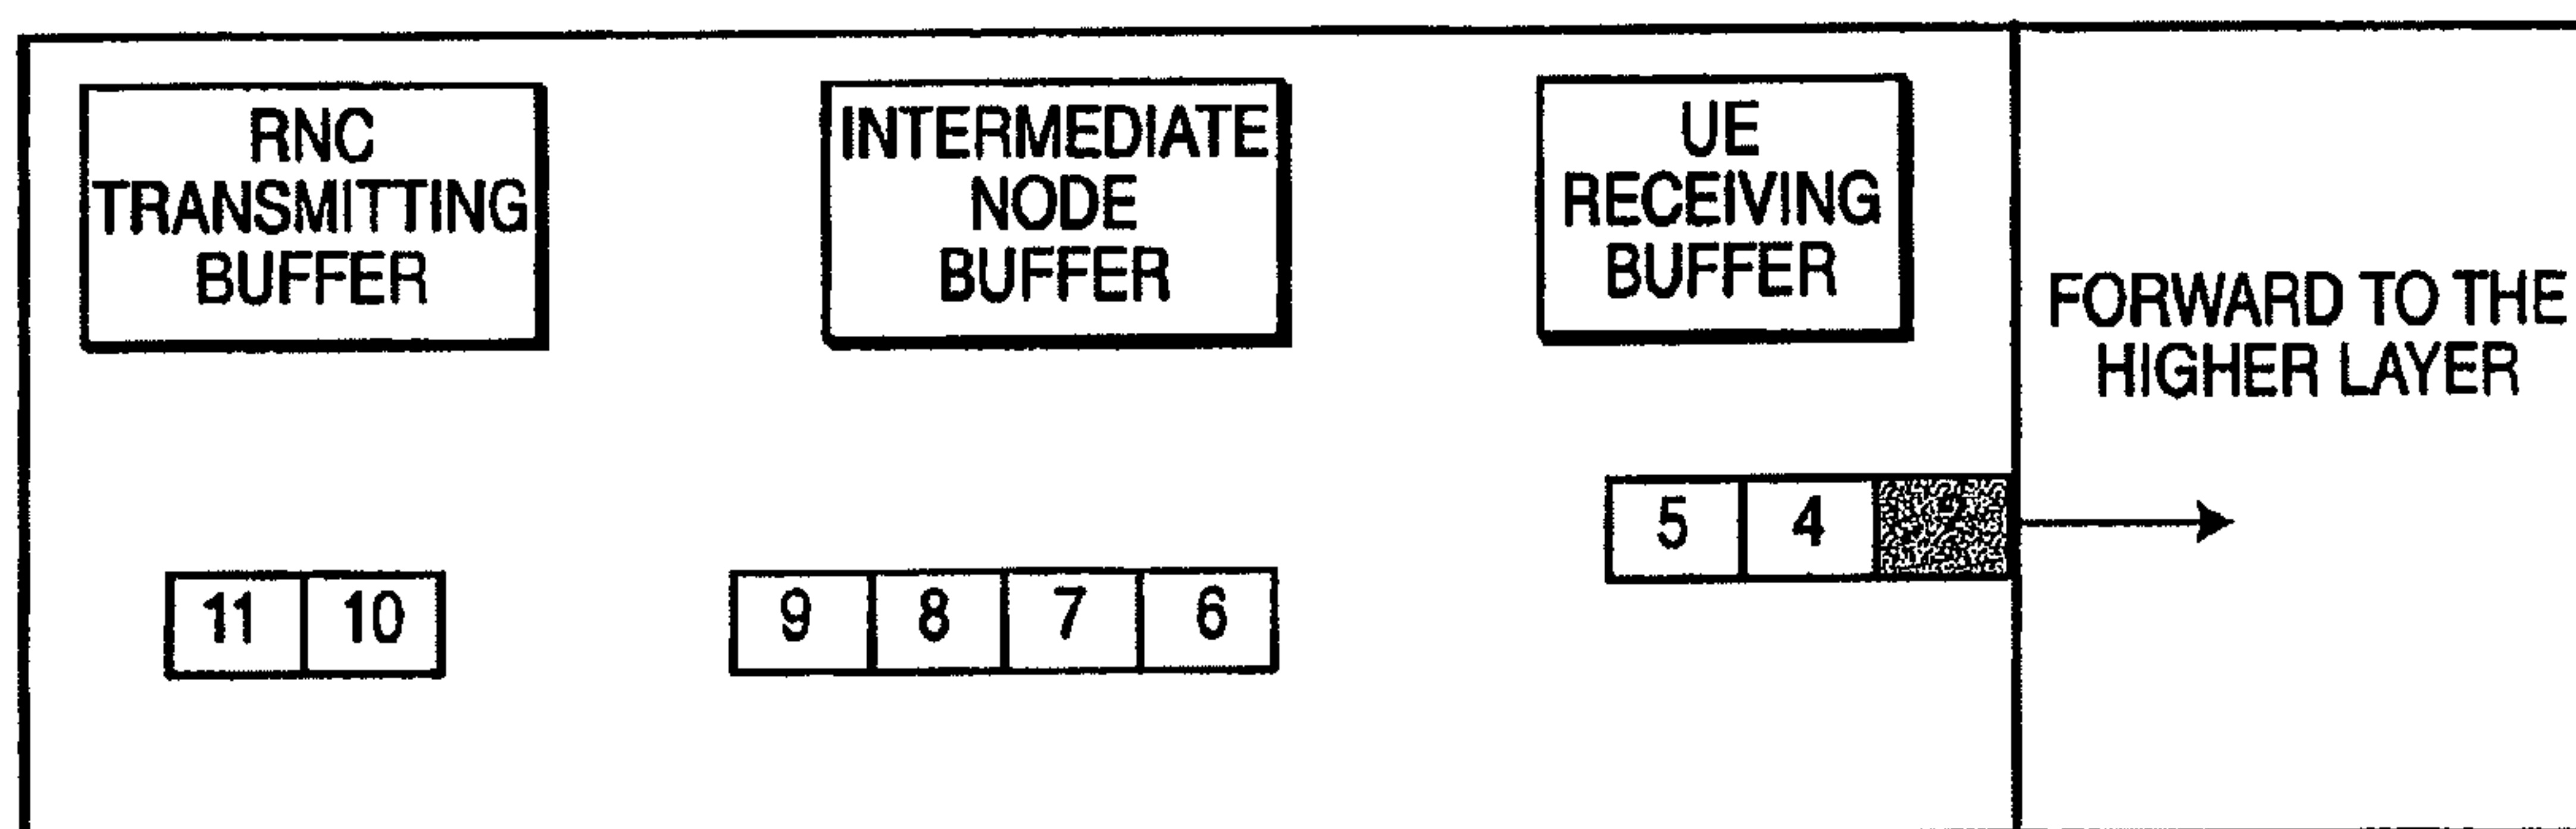 RNC
TRANSMITTING
BUFFER
INTERMEDIATE
NODE
BUFFER
UE
RECEIVING
BUFFER
FORWARD TO THE
HIGHER LAYER
5 4
11 10
9 8 7 6